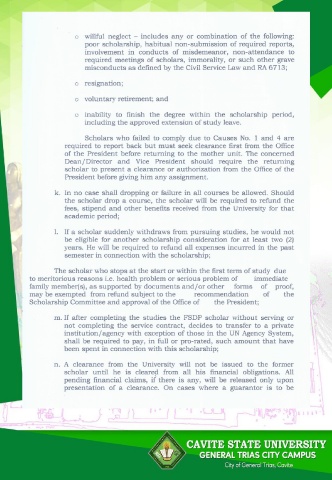 o willful neglect – includes any or combination of the following:
poor scholarship, habitual non-submission of required reports,
involvement in conducts of misdemeanor, non-attendance to
required meetings of scholars, immorality, or such other grave
misconducts as defined by the Civil Service Law and RA 6713;
o resignation;
o voluntary retirement; and
o inability to finish the degree within the scholarship period,
including the approved extension of study leave.
Scholars who failed to comply due to Causes No. 1 and 4 are
required to report back but must seek clearance first from the Office
of the President before returning to the mother unit. The concerned
Dean/Director and Vice President should require the returning
scholar to present a clearance or authorization from the Office of the
President before giving him any assignment.
k. in no case shall dropping or failure in all courses be allowed. Should
the scholar drop a course, the scholar will be required to refund the
fees, stipend and other benefits received from the University for that
academic period;
l. If a scholar suddenly withdraws from pursuing studies, he would not
be eligible for another scholarship consideration for at least two (2)
years. He will be required to refund all expenses incurred in the past
semester in connection with the scholarship;
The scholar who stops at the start or within the first term of study due
to meritorious reasons i.e. health problem or serious problem of immediate
family member(s), as supported by documents and/or other forms of proof,
may be exempted from refund subject to the recommendation of the
Scholarship Committee and approval of the Office of the President;
m. If after completing the studies the FSDP scholar without serving or
not completing the service contract, decides to transfer to a private
institution/agency with exception of those in the UN Agency System,
shall be required to pay, in full or pro-rated, such amount that have
been spent in connection with this scholarship;
n. A clearance from the University will not be issued to the former
scholar until he is cleared from all his financial obligations. All
pending financial claims, if there is any, will be released only upon
presentation of a clearance. On cases where a guarantor is to be
CAVITE STATE UNIVERSITY
GENERAL TRIAS CITY CAMPUS
City of General Trias, Cavite